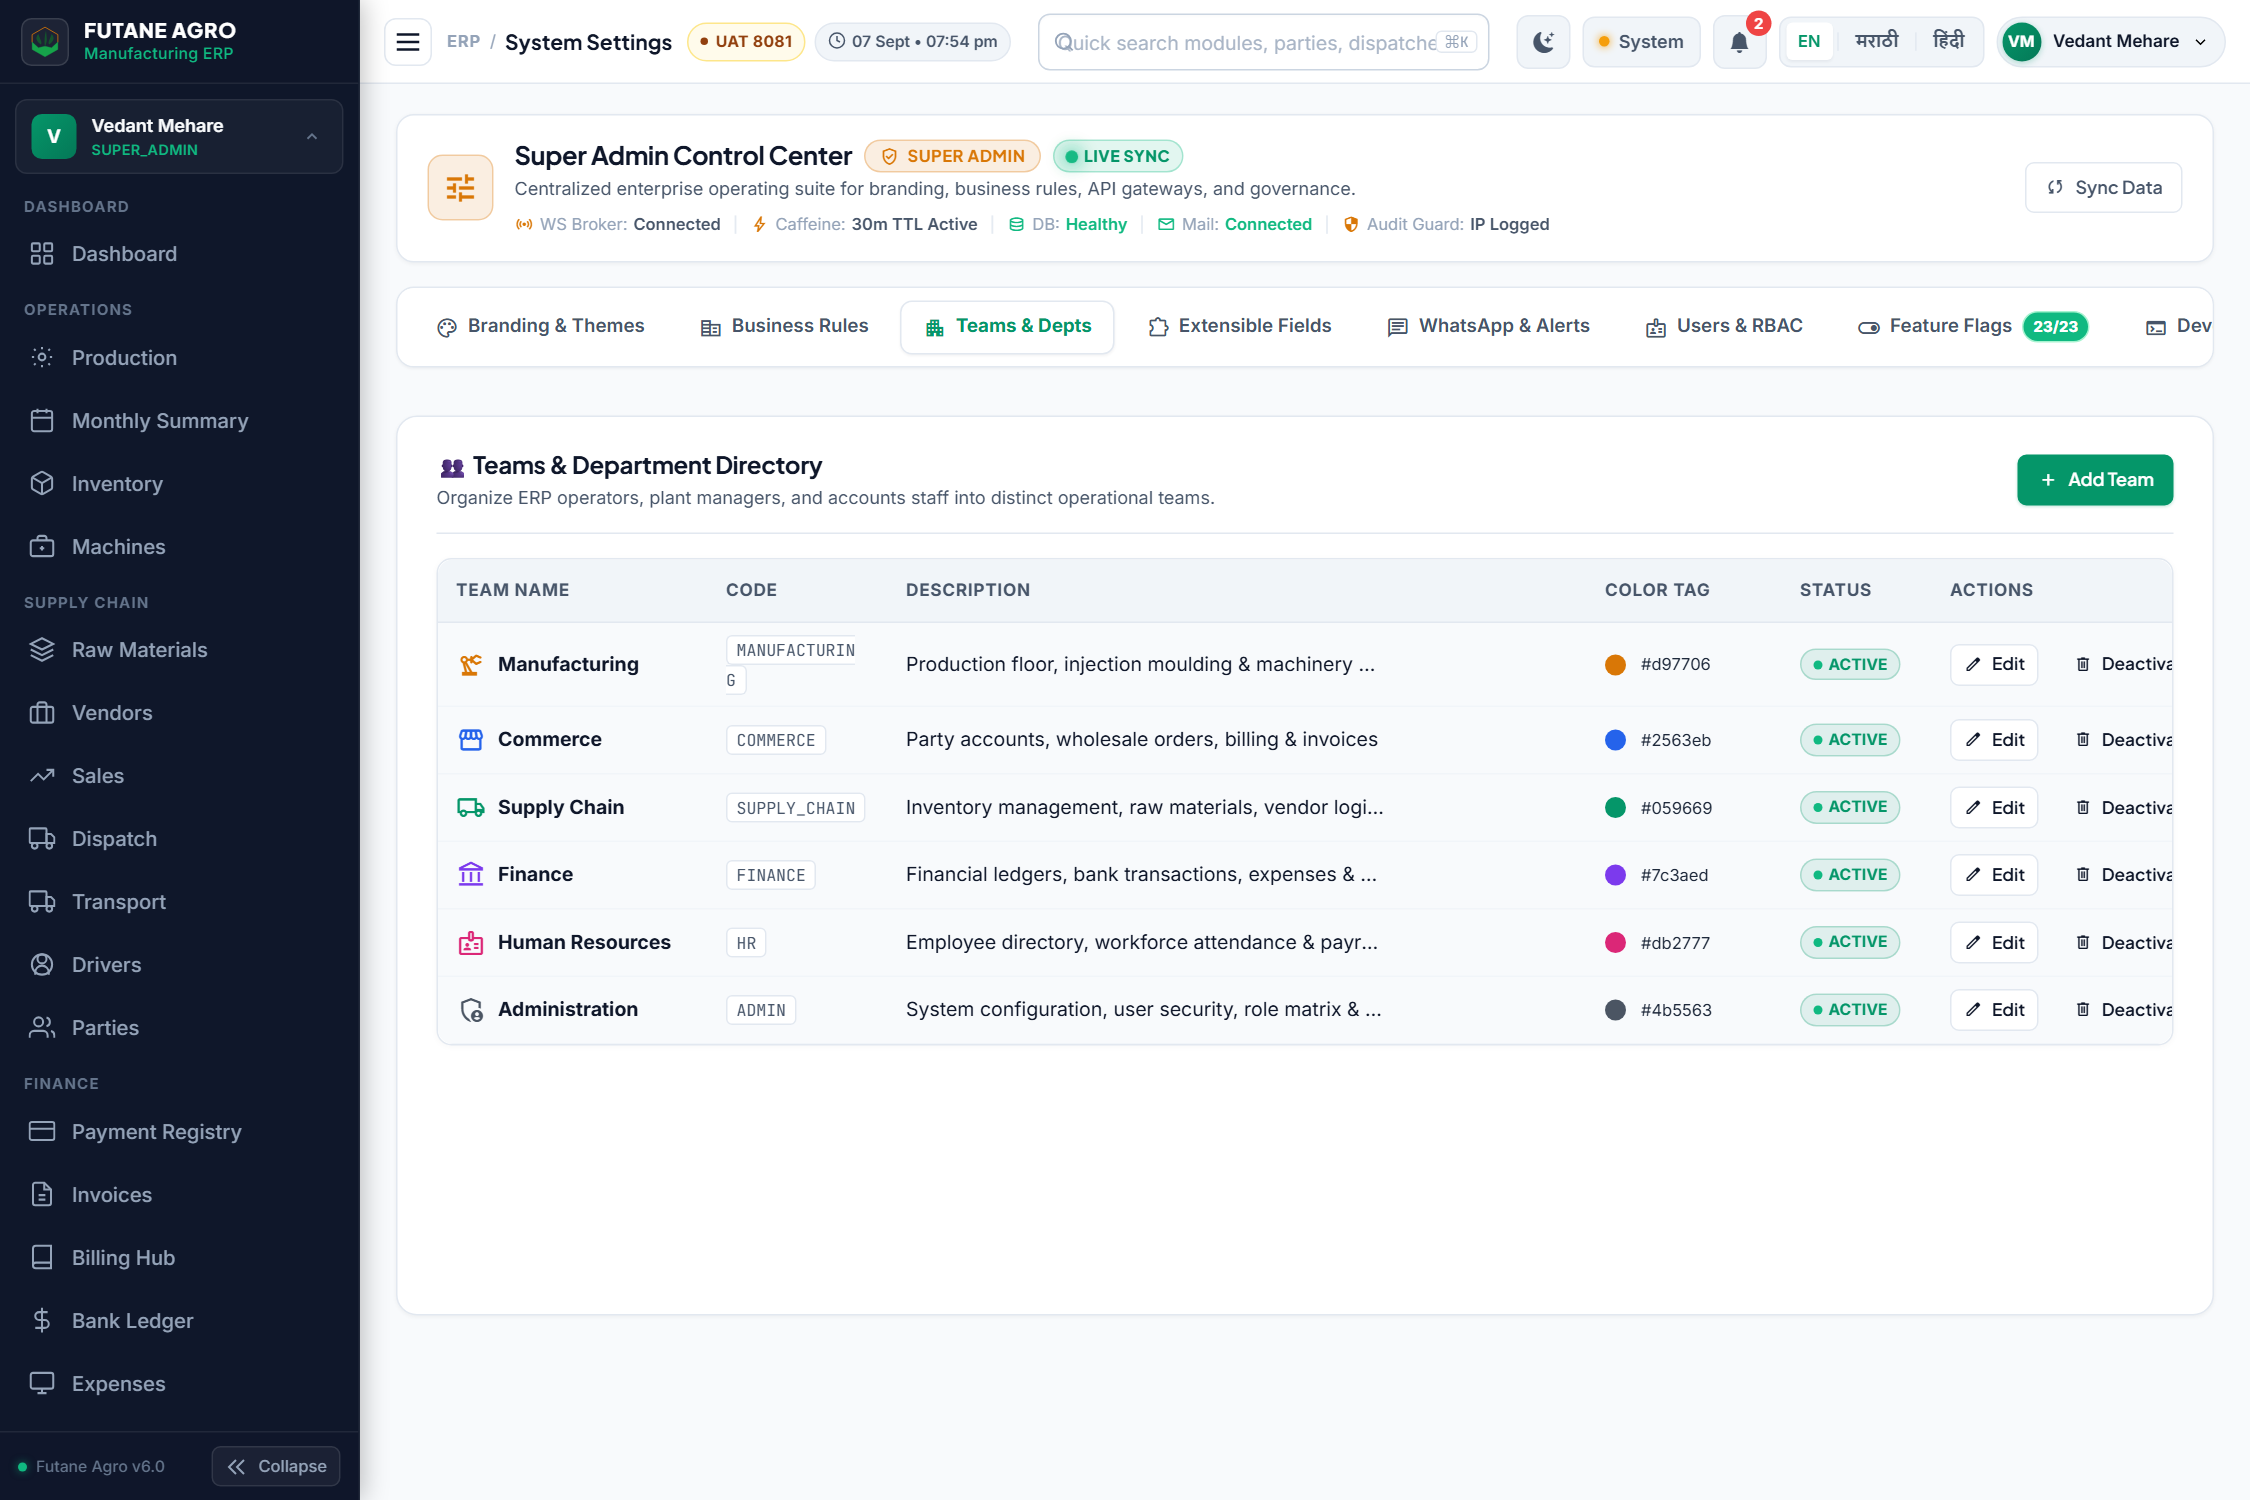 FUTANE AGRO
Manufacturing ERP
V
Vedant Mehare
SUPER_ADMIN
DASHBOARD
Dashboard
OPERATIONS
Production
Monthly Summary
Inventory
Machines
SUPPLY CHAIN
Raw Materials
Vendors
Sales
Dispatch
Transport
Drivers
Parties
FINANCE
Payment Registry
Invoices
Billing Hub
Bank Ledger
Expenses
Futane Agro v6.0
Collapse
ERP / System Settings
UAT 8081
07 Sept • 07:54 pm
Quick search modules, parties, dispatche
⌘K
System
2
EN
मराठी
हिंदी
VM
Vedant Mehare
Super Admin Control Center
SUPER ADMIN
LIVE SYNC
Centralized enterprise operating suite for branding, business rules, API gateways, and governance.
WS Broker: Connected
Caffeine: 30m TTL Active
DB: Healthy
Mail: Connected
Audit Guard: IP Logged
Sync Data
Branding & Themes
Business Rules
Teams & Depts
Extensible Fields
WhatsApp & Alerts
Users & RBAC
Feature Flags 23/23
Dev
Teams & Department Directory
Organize ERP operators, plant managers, and accounts staff into distinct operational teams.
+ Add Team
TEAM NAME CODE DESCRIPTION COLOR TAG STATUS ACTIONS
Manufacturing MANUFACTURIN
G
Production floor, injection moulding & machinery ... #d97706 ACTIVE Edit Deactiva
Commerce COMMERCE Party accounts, wholesale orders, billing & invoices #2563eb ACTIVE Edit Deactiva
Supply Chain SUPPLY_CHAIN Inventory management, raw materials, vendor logi... #059669 ACTIVE Edit Deactiva
Finance FINANCE Financial ledgers, bank transactions, expenses & ... #7c3aed ACTIVE Edit Deactiva
Human Resources HR Employee directory, workforce attendance & payr... #db2777 ACTIVE Edit Deactiva
Administration ADMIN System configuration, user security, role matrix & ... #4b5563 ACTIVE Edit Deactiva